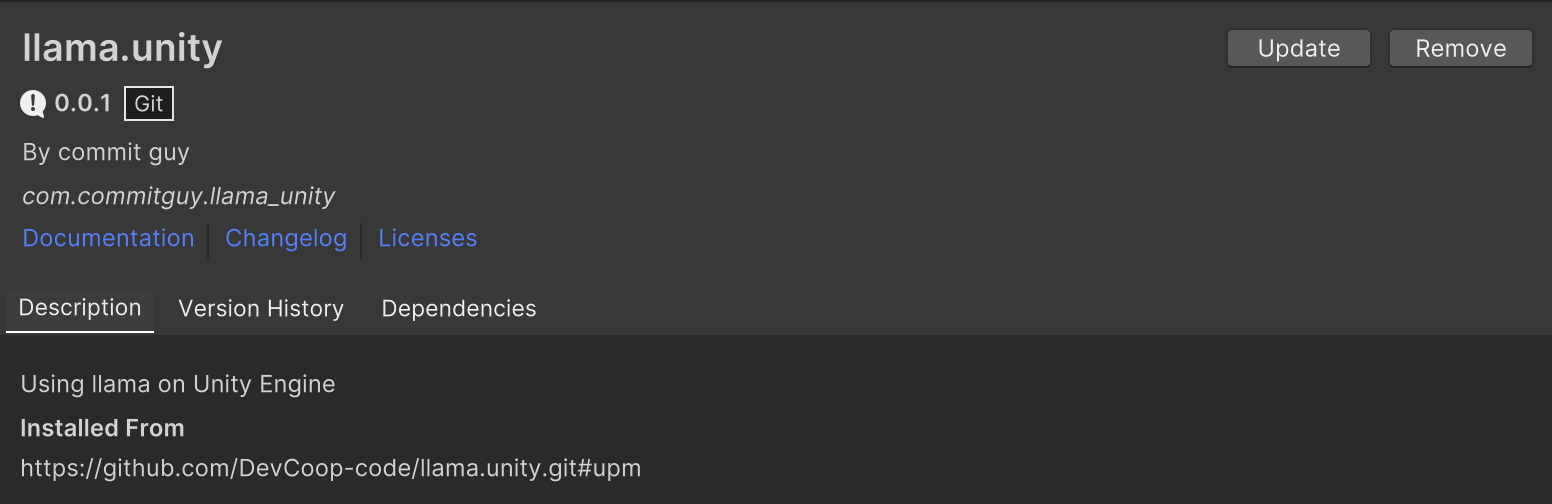 llama.unity
Update
Remove
0.0.1 Git
By commit guy
com.commitguy.llama_unity
Documentation Changelog Licenses
Description Version History Dependencies
Using llama on Unity Engine
Installed From
https://github.com/DevCoop-code/llama.unity.git#upm